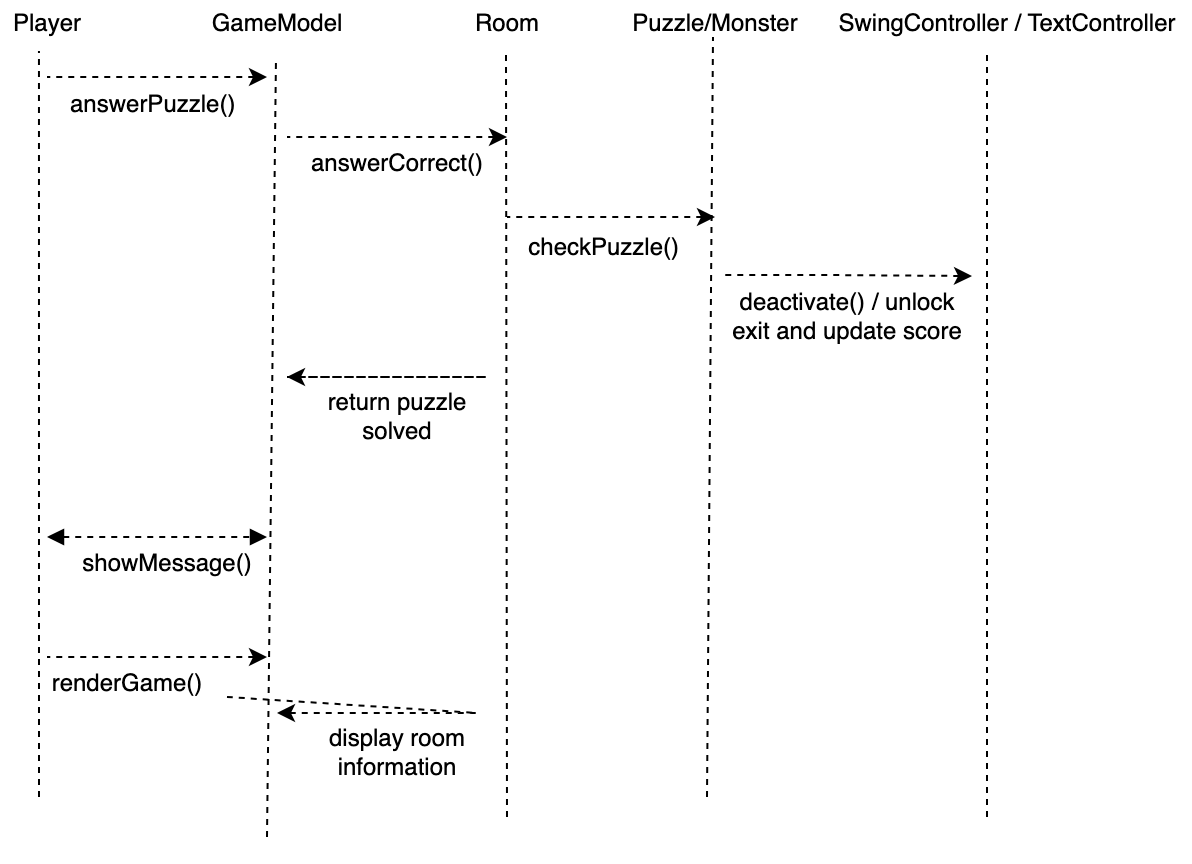 Player
GameModel
Room
Puzzle/Monster
SwingController / TextController
answerPuzzle()
answerCorrect()
checkPuzzle()
deactivate() / unlock
exit and update score
return puzzle
solved
showMessage()
renderGame()
display room
information